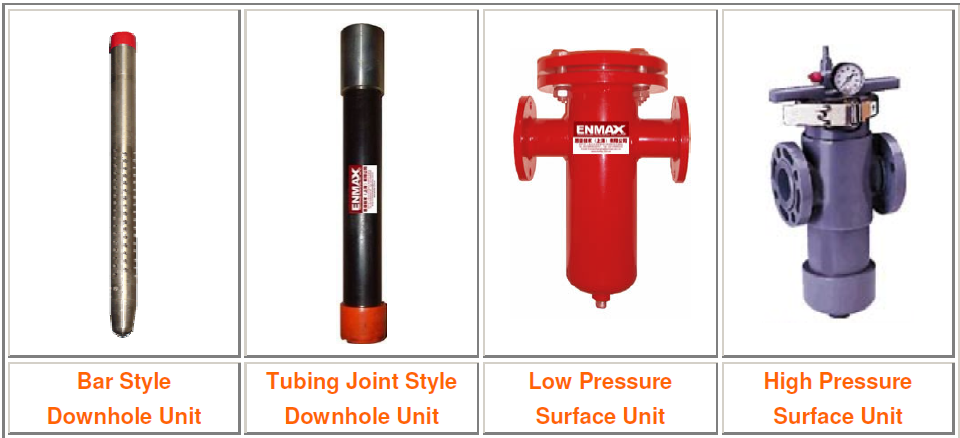 ENMAX
ENMAX
Bar Style
Downhole Unit
Tubing Joint Style
Downhole Unit
Low Pressure
Surface Unit
High Pressure
Surface Unit